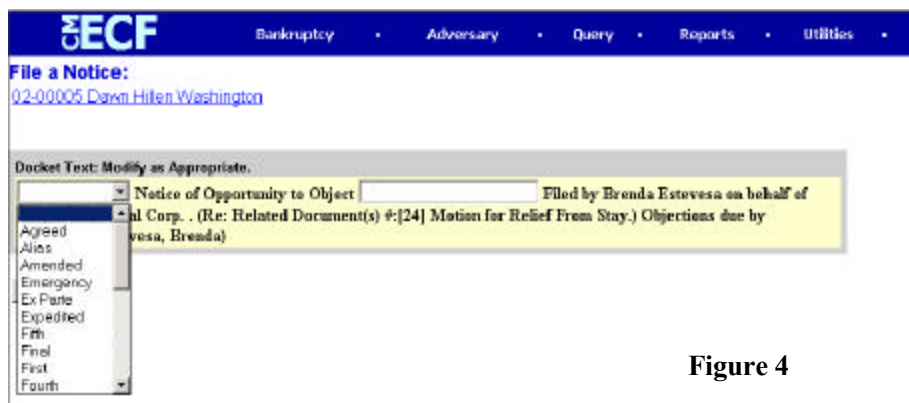 CM ECF Bankruptcy • Adversary • Query • Reports • Utilities •
File a Notice:
02-00005 Dawn Hillen Washington
Docket Text: Modify as Appropriate.
Notice of Opportunity to Object Filed by Brenda Estevesa on behalf of
al Corp. . (Re: Related Document(s) #:[24] Motion for Relief From Stay.) Objections due by
vesa, Brenda)
Agreed
Alias
Amended
Emergency
Ex Parte
Expedited
Fifth
Final
First
Fourth
Figure 4